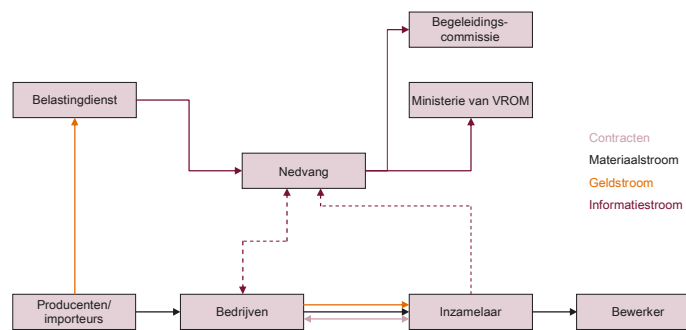 Begeleidings-
commissie
Belastingdienst
Ministerie van VROM
Contracten
Materiaalstroom
Geldstroom
Informatiestroom
Nedvang
Producenten/
importeurs
Bedrijven
Inzamelaar
Bewerker